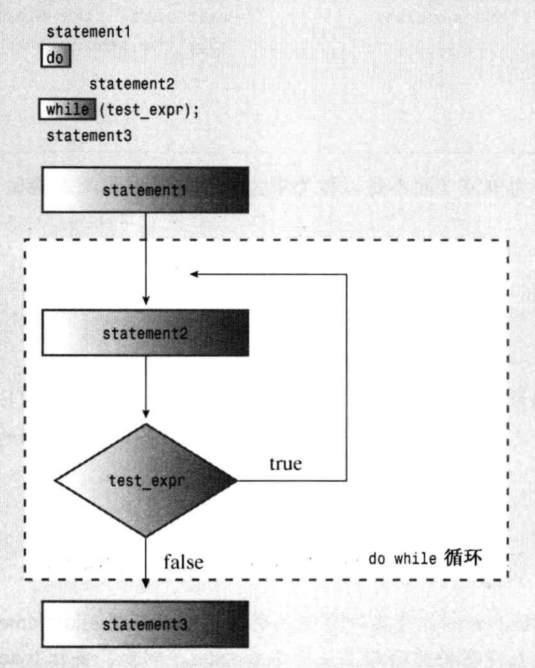 statement1
do
statement2
while (test_expr);
statement3
statement1
statement2
test_expr
true
false
do while 循环
statement3